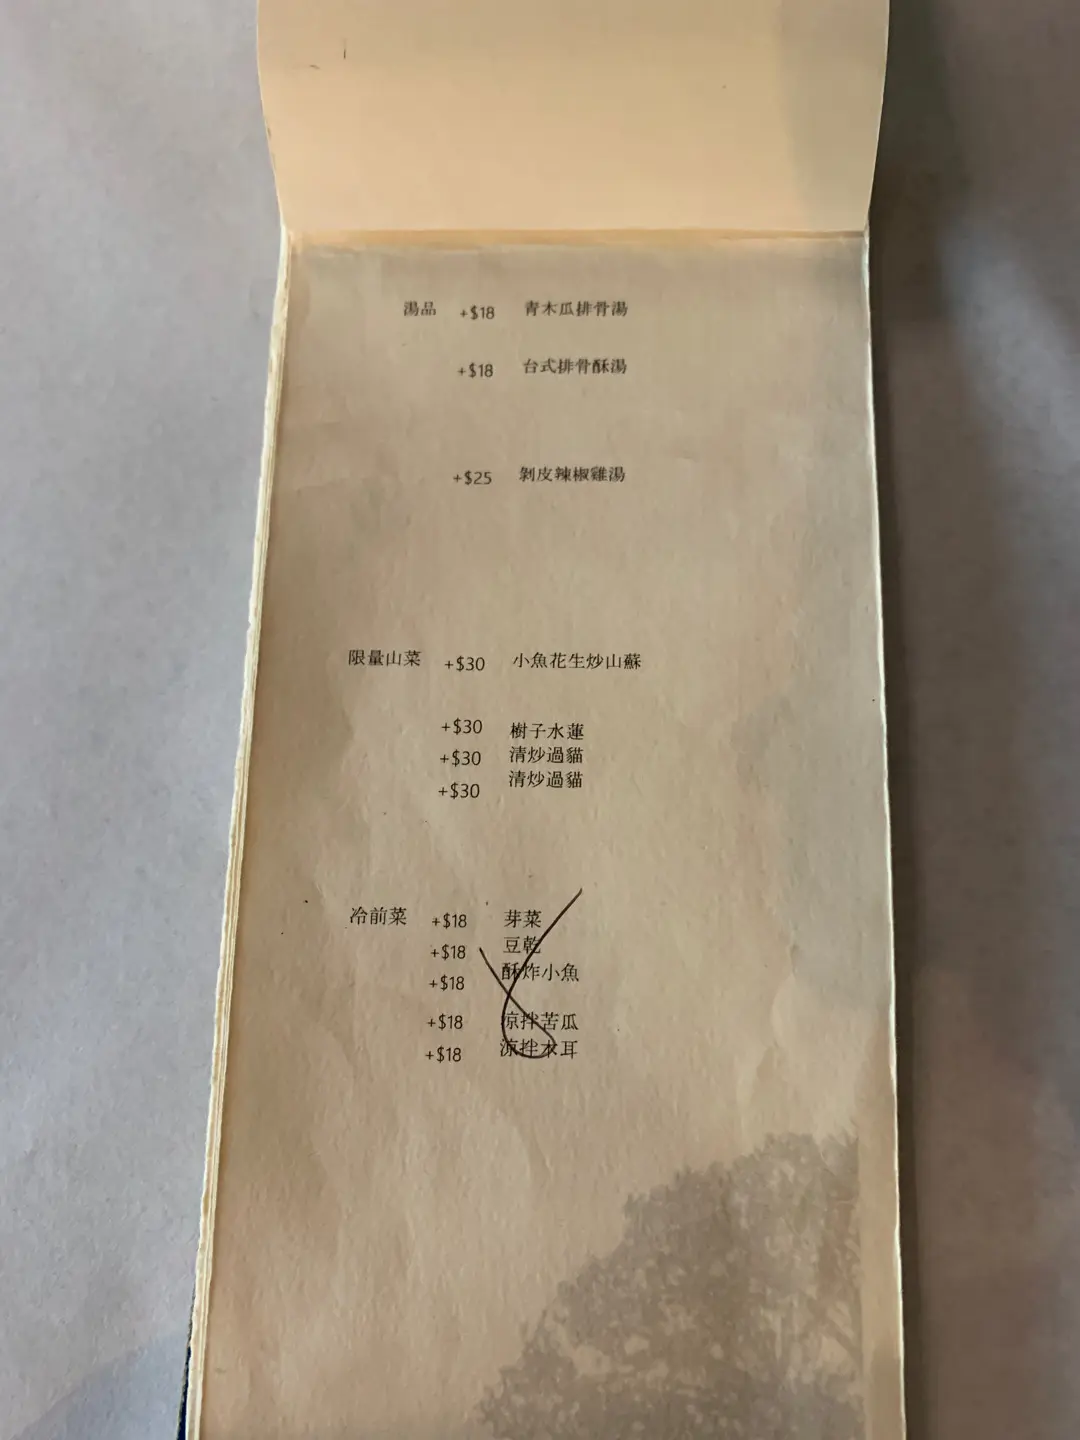 湯品 +$18 青木瓜排骨湯
+$18 台式排骨酥湯
+$25 剝皮辣椒雞湯
限量山菜 +$30 小魚花生炒山蘇
+$30 樹子水蓮
+$30 清炒過貓
+$30 清炒過貓
冷前菜 +$18 芽菜
+$18 豆乾
+$18 酥炸小魚
+$18 涼拌苦瓜
+$18 涼拌木耳